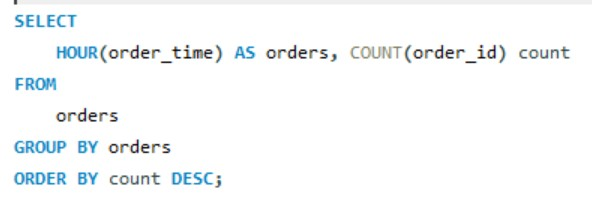 SELECT
HOUR(order_time) AS orders, COUNT(order_id) count
FROM
orders
GROUP BY orders
ORDER BY count DESC;